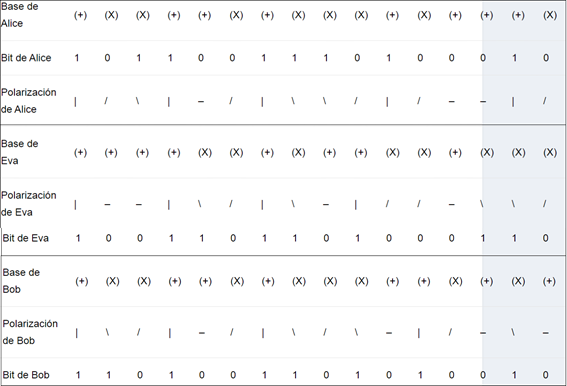 Base de
Alice (+) (X) (X) (+) (+) (X) (+) (X) (X) (X) (+) (X) (+) (+) (+) (X)
Bit de Alice 1 0 1 1 0 0 1 1 1 0 1 0 0 0 1 0
Polarización
de Alice | / \ | – / | \ \ / | / – – | /
Base de
Eva (+) (+) (+) (+) (X) (X) (+) (X) (+) (+) (X) (X) (+) (X) (X) (X)
Polarización
de Eva | – – | \ / | \ – | / / – \ \ /
Bit de Eva 1 0 0 1 1 0 1 1 0 1 0 0 0 1 1 0
Base de
Bob (+) (X) (X) (+) (+) (X) (+) (X) (X) (X) (+) (+) (X) (+) (X) (+)
Polarización
de Bob | \ / | – / | \ / \ – | / – \ –
Bit de Bob 1 1 0 1 0 0 1 1 0 1 0 1 0 0 1 0